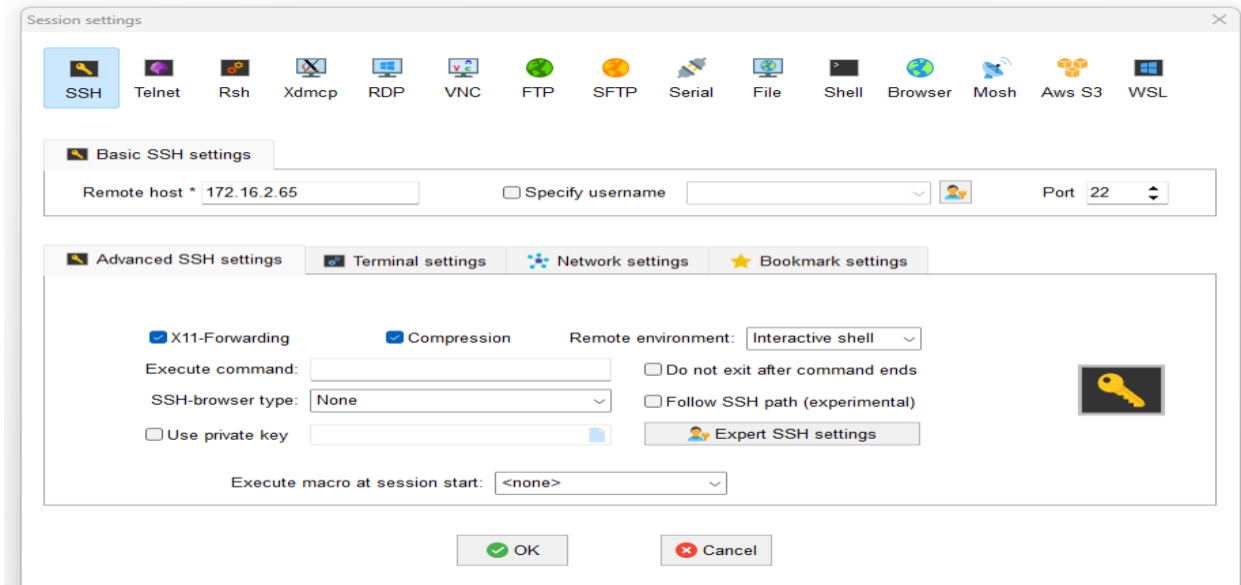 Session settings
SSH Telnet Rsh Xdmcp RDP VNC FTP SFTP Serial File Shell Browser Mosh Aws S3 WSL
Basic SSH settings
Remote host * 172.16.2.65 Specify username Port 22
Advanced SSH settings Terminal settings Network settings Bookmark settings
X11-Forwarding Compression Remote environment: Interactive shell
Execute command: Do not exit after command ends
SSH-browser type: None Follow SSH path (experimental)
Use private key Expert SSH settings
Execute macro at session start: <none>
OK Cancel